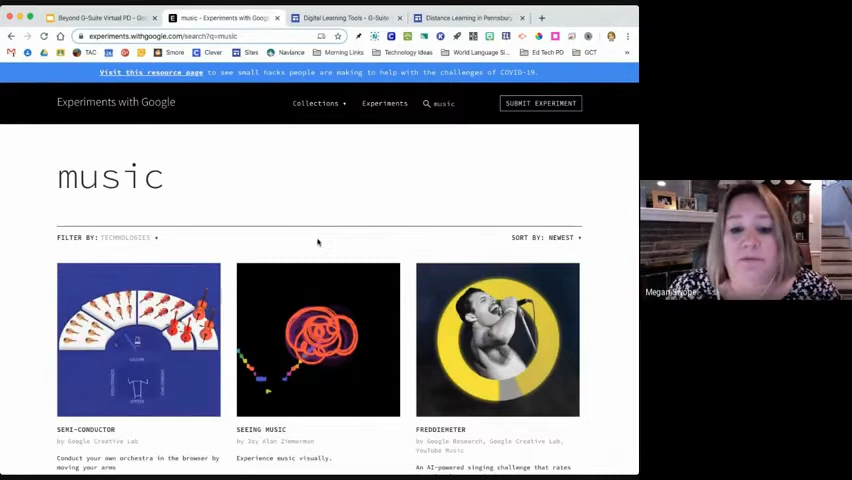 Beyond G-Suite Virtual PD - Goo
music - Experiments with Googl
Digital Learning Tools - G-Suite
Distance Learning in Pennsbury
experiments.withgoogle.com/search?q=music
TAC
Smore
Clever
Sites
Naviance
Morning Links
Technology Ideas
World Language Si...
Ed Tech PD
GCT
Visit this resource page to see small hacks people are making to help with the challenges of COVID-19.
Experiments with Google
Collections
Experiments
music
SUBMIT EXPERIMENT
music
FILTER BY: TECHNOLOGIES
SORT BY: NEWEST
SEMI-CONDUCTOR
by Google Creative Lab
Conduct your own orchestra in the browser by
moving your arms
SEEING MUSIC
by Jay Alan Zimmerman
Experience music visually.
FREDDIEMETER
by Google Research, Google Creative Lab,
YouTube Music
An AI-powered singing challenge that rates
Megan